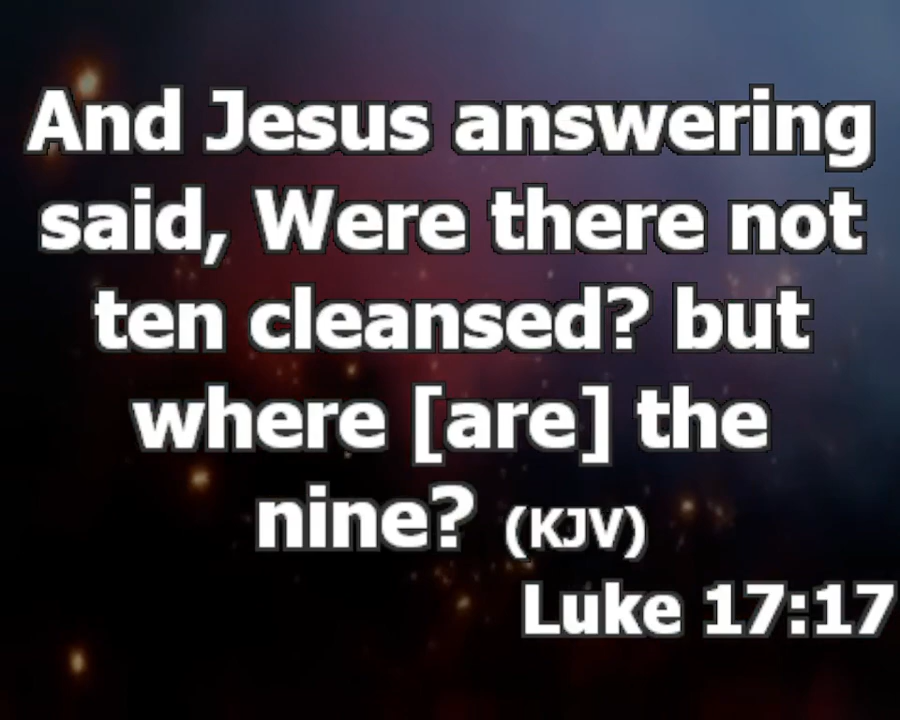 And Jesus answering
said, Were there not
ten cleansed? but
where [are] the
nine? (KJV)
Luke 17:17